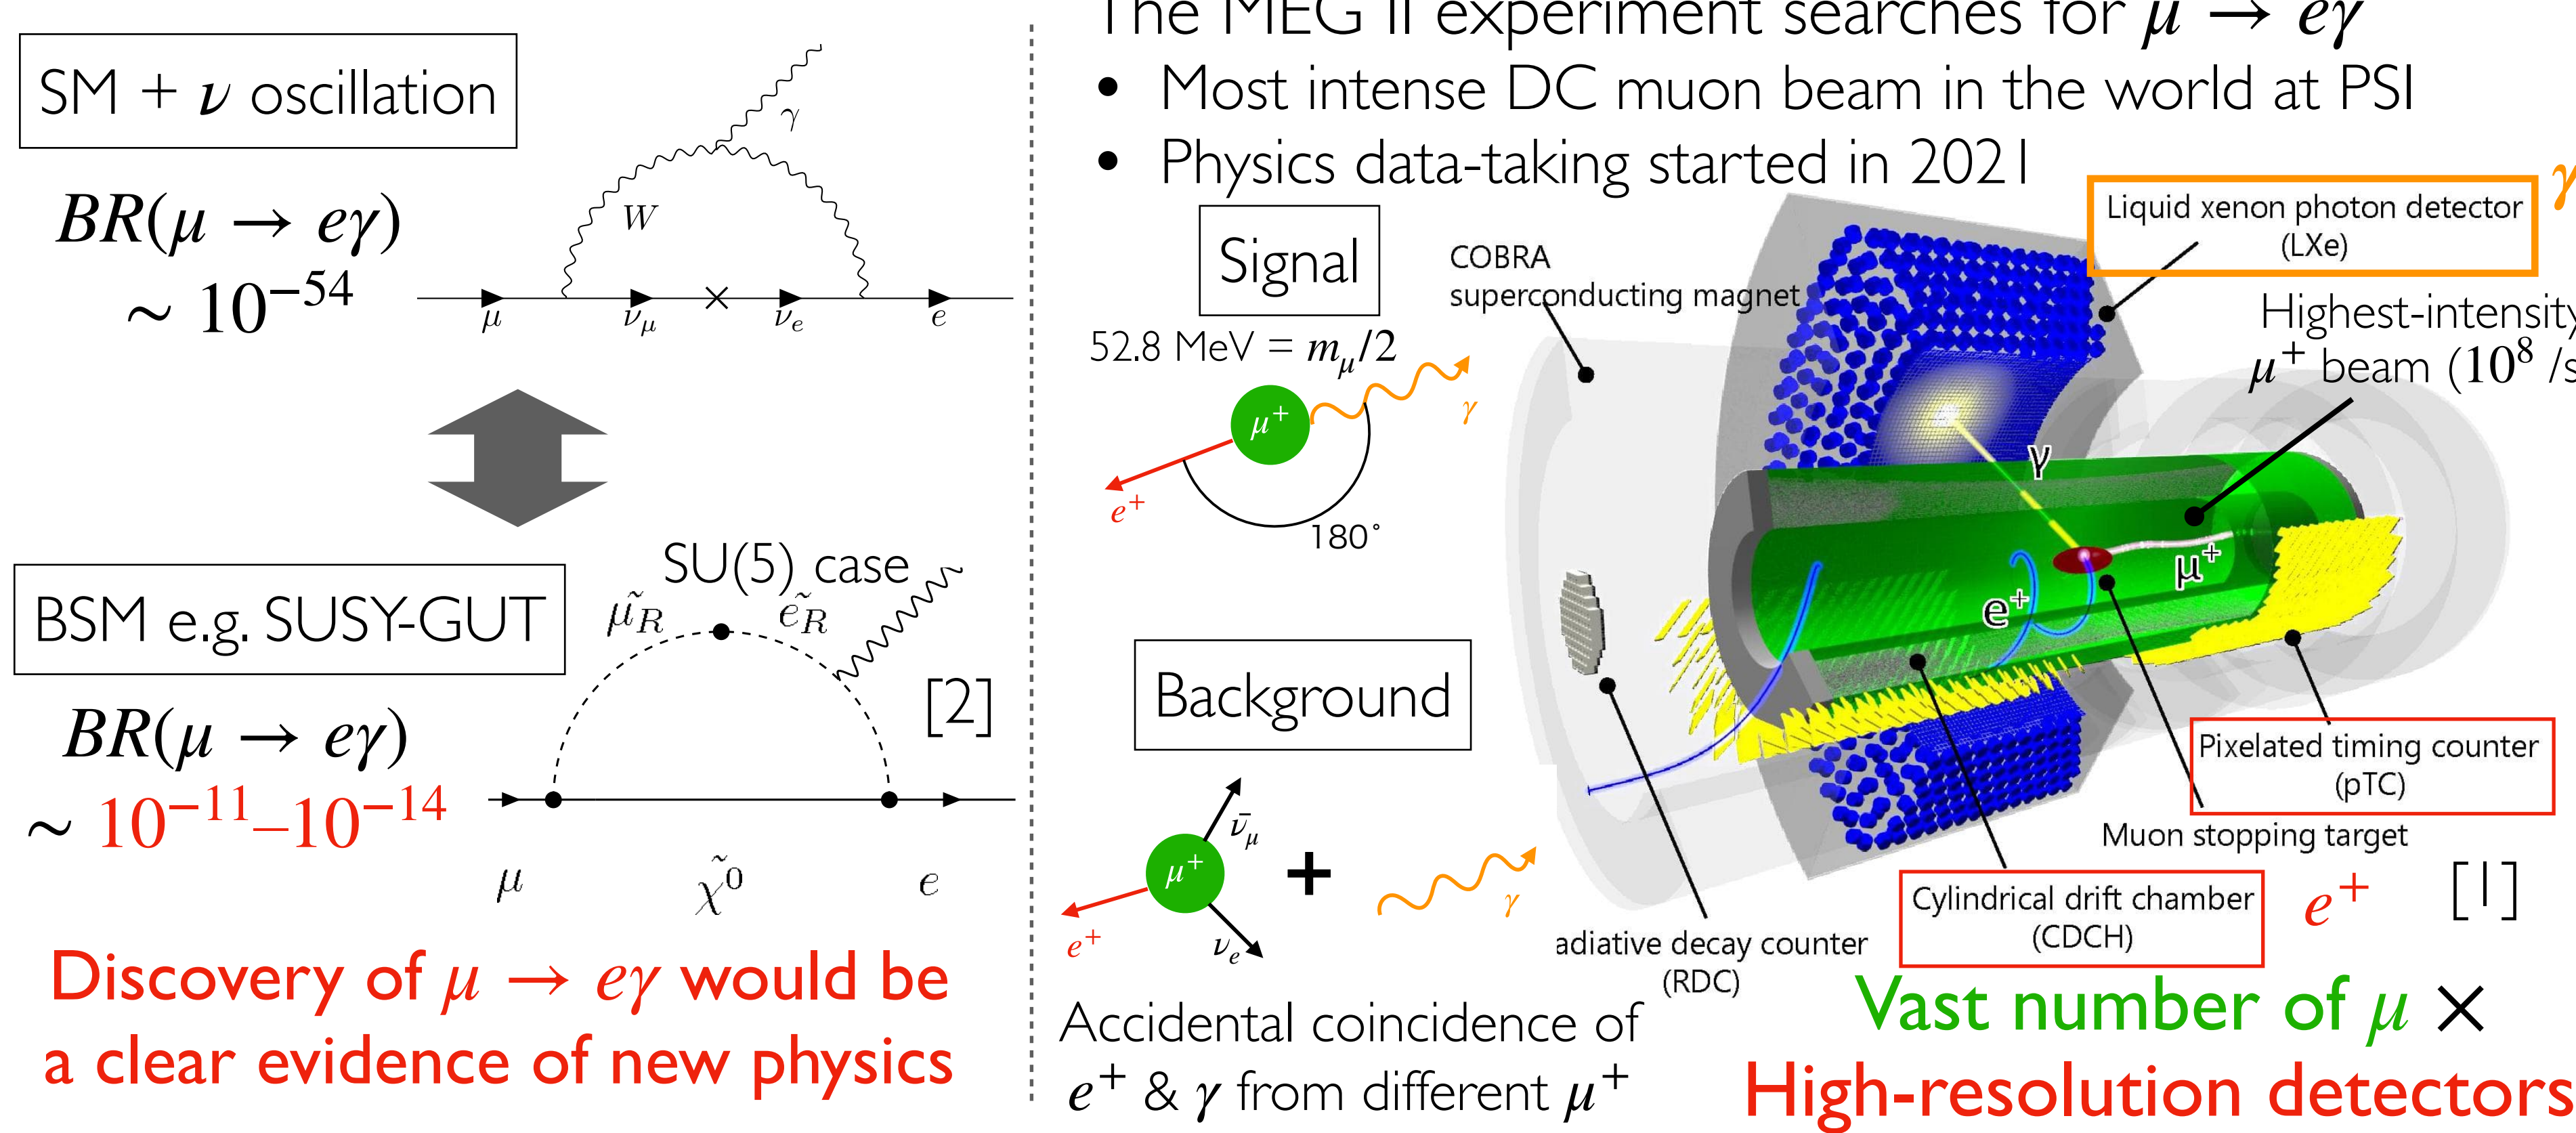 SM + ν oscillation
BR(μ → eγ)
~ 10⁻⁵⁴
γ
W
μ
ν_μ
ν_e
e
SU(5) case
BSM e.g. SUSY-GUT
μ̃_R
ẽ_R
[2]
BR(μ → eγ)
~ 10⁻¹¹–10⁻¹⁴
μ
χ̃⁰
e
Discovery of μ → eγ would be
a clear evidence of new physics
The MEG II experiment searches for μ → eγ
• Most intense DC muon beam in the world at PSI
• Physics data-taking started in 2021
Signal
52.8 MeV = m_μ/2
μ⁺
γ
e⁺
180°
Background
μ⁺
ν̄_μ
+
γ
e⁺
ν_e
Accidental coincidence of
e⁺ & γ from different μ⁺
COBRA
superconducting magnet
Liquid xenon photon detector
(LXe)
γ
Highest-intensity
μ⁺ beam (10⁸ /s
γ
μ⁺
e⁺
Pixelated timing counter
(pTC)
Muon stopping target
Cylindrical drift chamber
(CDCH)
e⁺
[1]
adiative decay counter
(RDC)
Vast number of μ ×
High-resolution detectors